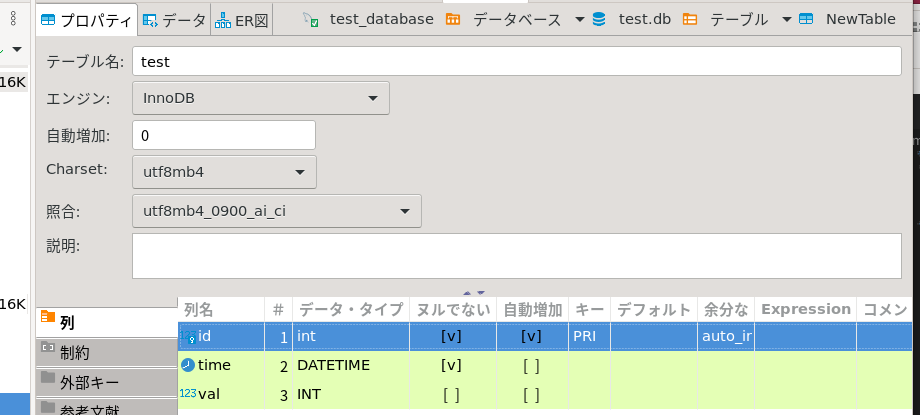 プロパティ データ ER図 test_database データベース test.db テーブル NewTable
テーブル名: test
16K
エンジン: InnoDB
自動増加: 0
Charset: utf8mb4
照合: utf8mb4_0900_ai_ci
説明:
16K
列名 # データ・タイプ ヌルでない 自動増加 キー デフォルト 余分な Expression コメン
列
123 id 1 int [v] [v] PRI auto_ir
制約
time 2 DATETIME [v] [ ]
外部キー
123 val 3 INT [ ] [ ]
参考文献